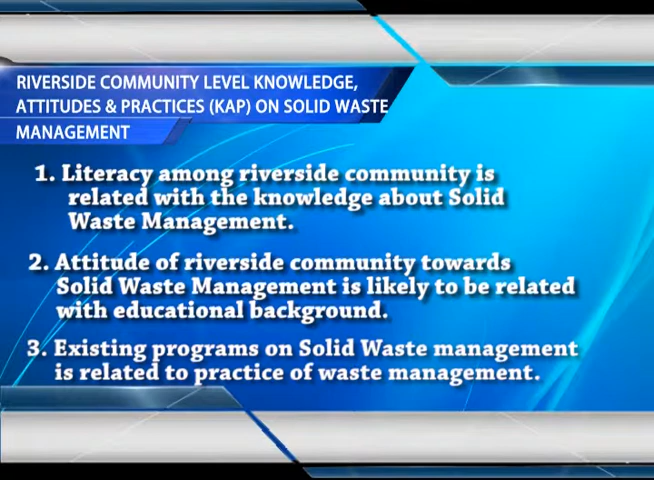 RIVERSIDE COMMUNITY LEVEL KNOWLEDGE,
ATTITUDES & PRACTICES (KAP) ON SOLID WASTE
MANAGEMENT
1. Literacy among riverside community is
related with the knowledge about Solid
Waste Management.
2. Attitude of riverside community towards
Solid Waste Management is likely to be related
with educational background.
3. Existing programs on Solid Waste management
is related to practice of waste management.